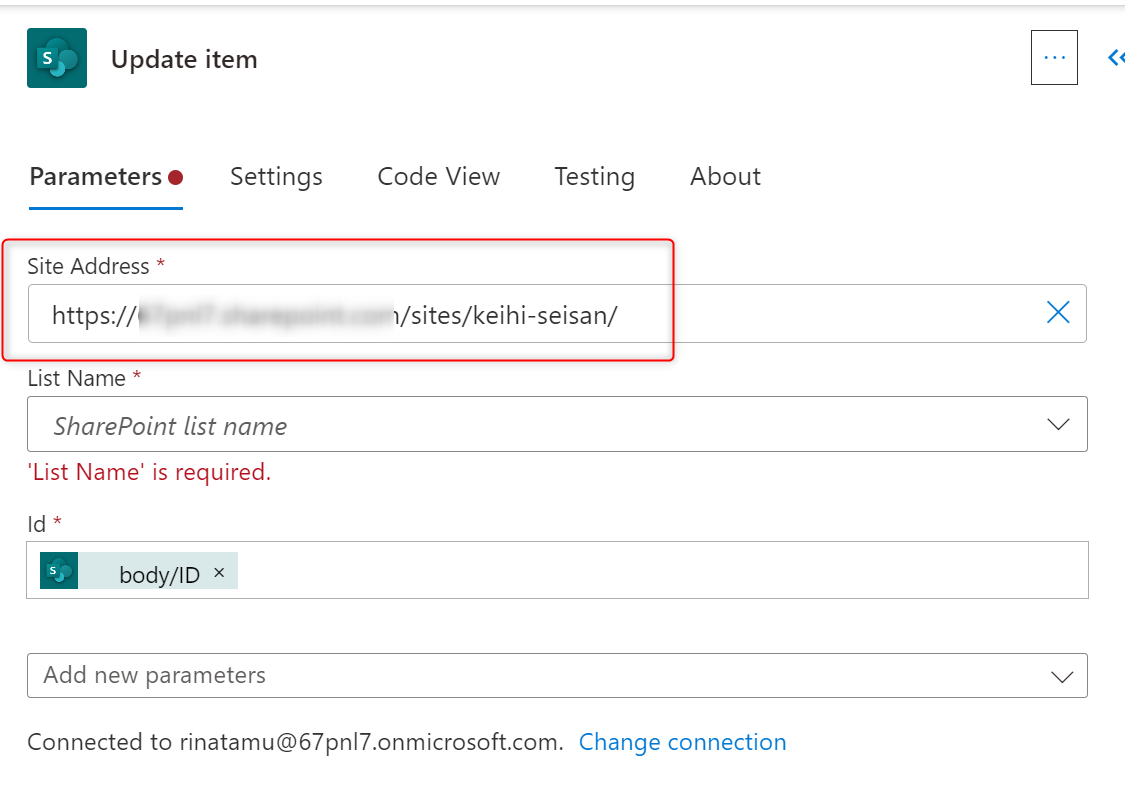 Update item
Parameters Settings Code View Testing About
Site Address *
https:// /sites/keihi-seisan/
List Name *
SharePoint list name
'List Name' is required.
Id *
body/ID ×
Add new parameters
Connected to rinatamu@67pnl7.onmicrosoft.com. Change connection